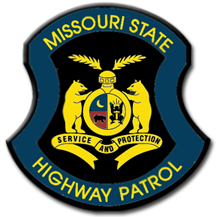 MISSOURI STATE
SERVICE AND PROTECTION
HIGHWAY PATROL